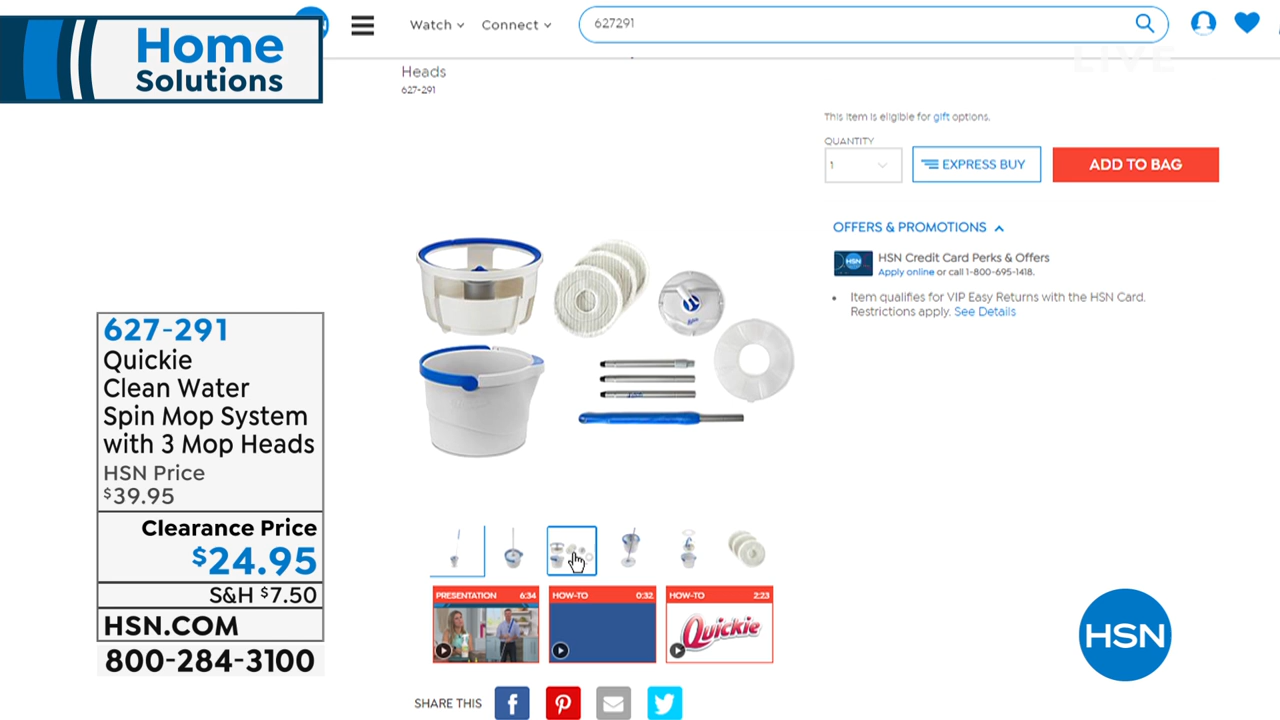 Home
Solutions
Watch
Connect
627291
LIVE
Heads
627-291
This item is eligible for gift options.
QUANTITY
1
EXPRESS BUY
ADD TO BAG
OFFERS & PROMOTIONS
HSN
HSN Credit Card Perks & Offers
Apply online or call 1-800-695-1418.
• Item qualifies for VIP Easy Returns with the HSN Card.
Restrictions apply. See Details
627-291
Quickie
Clean Water
Spin Mop System
with 3 Mop Heads
HSN Price
$39.95
Clearance Price
$24.95
S&H $7.50
HSN.COM
800-284-3100
PRESENTATION 6:34
HOW-TO 0:32
HOW-TO 2:23
Quickie
SHARE THIS
HSN